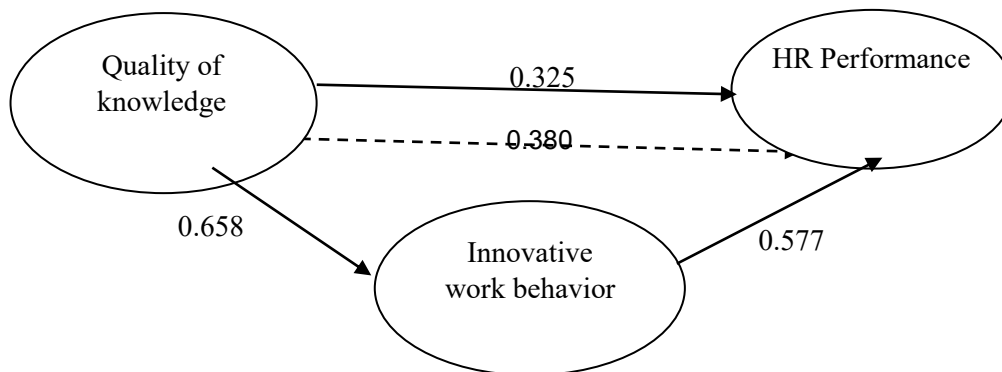 Quality of
knowledge
HR Performance
0.325
0.380
0.658
0.577
Innovative
work behavior